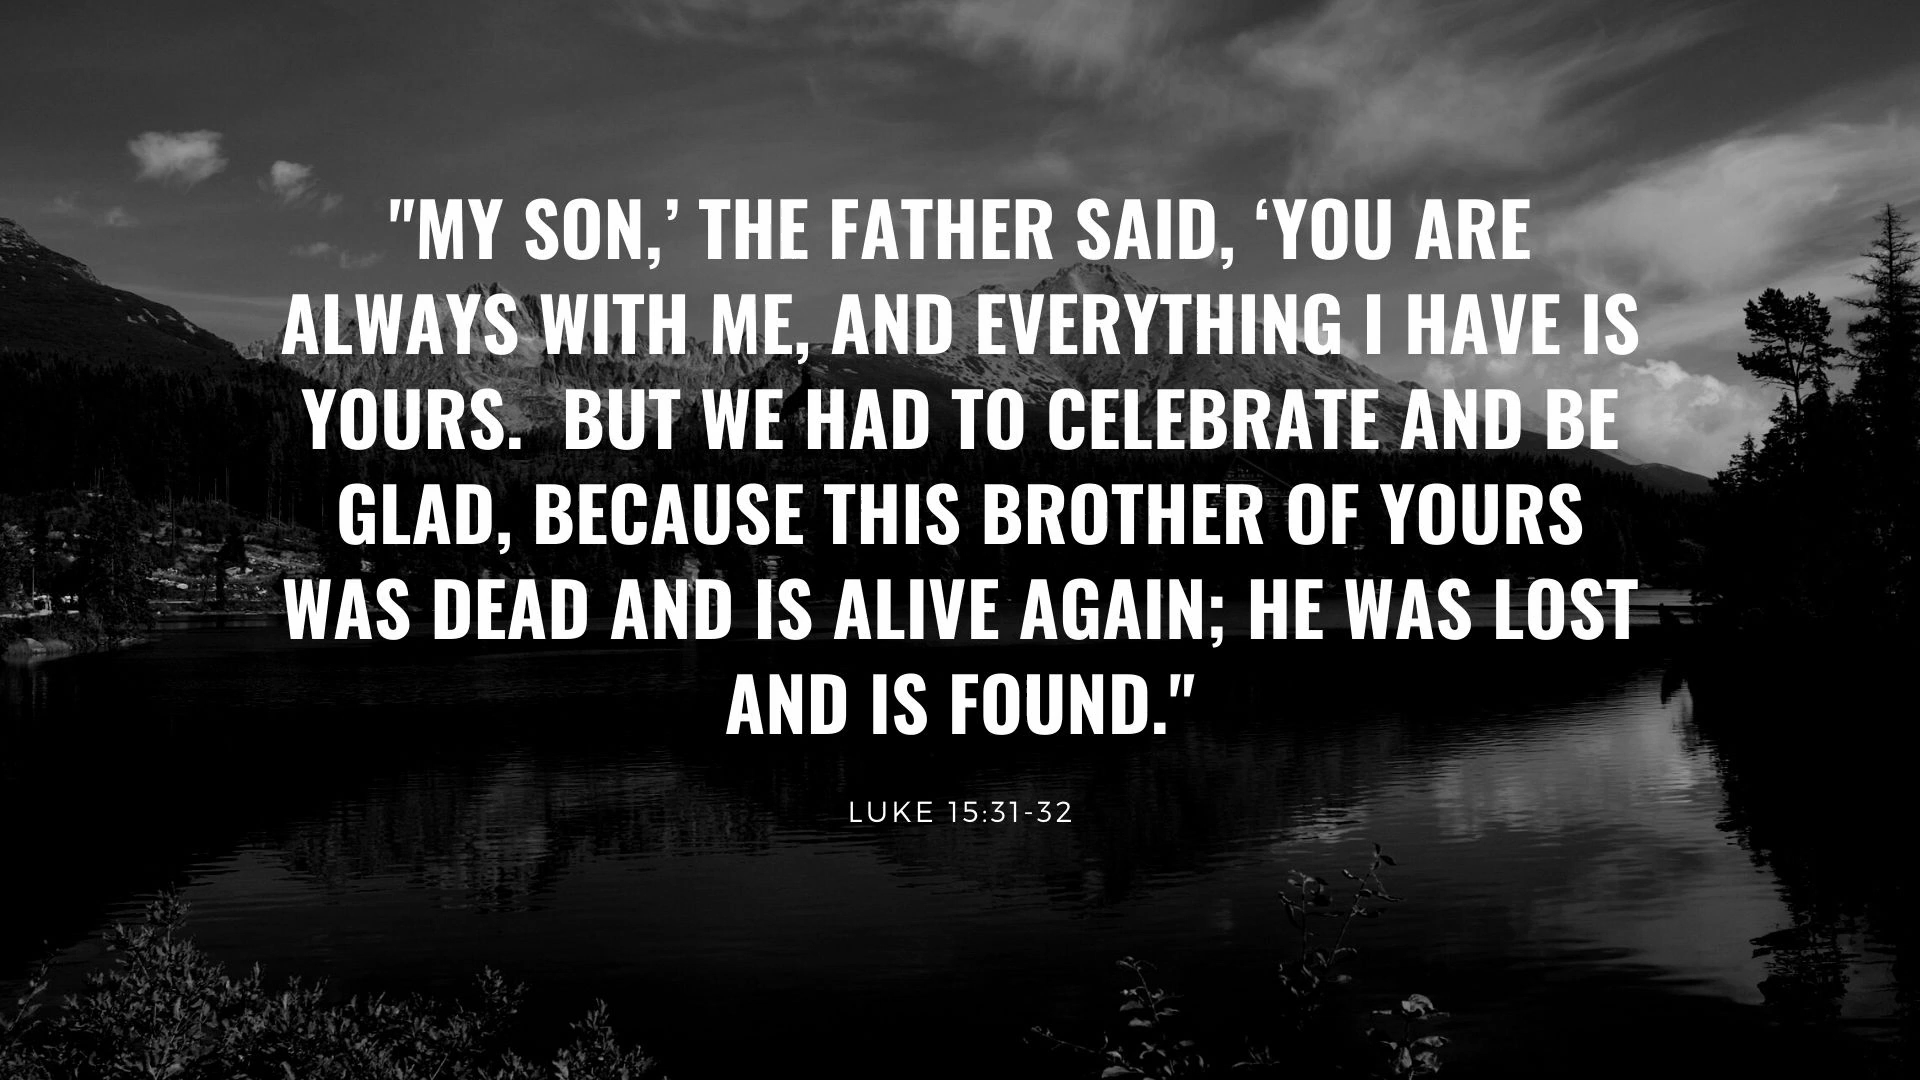 "MY SON,’ THE FATHER SAID, ‘YOU ARE
ALWAYS WITH ME, AND EVERYTHING I HAVE IS
YOURS.  BUT WE HAD TO CELEBRATE AND BE
GLAD, BECAUSE THIS BROTHER OF YOURS
WAS DEAD AND IS ALIVE AGAIN; HE WAS LOST
AND IS FOUND."
LUKE 15:31-32